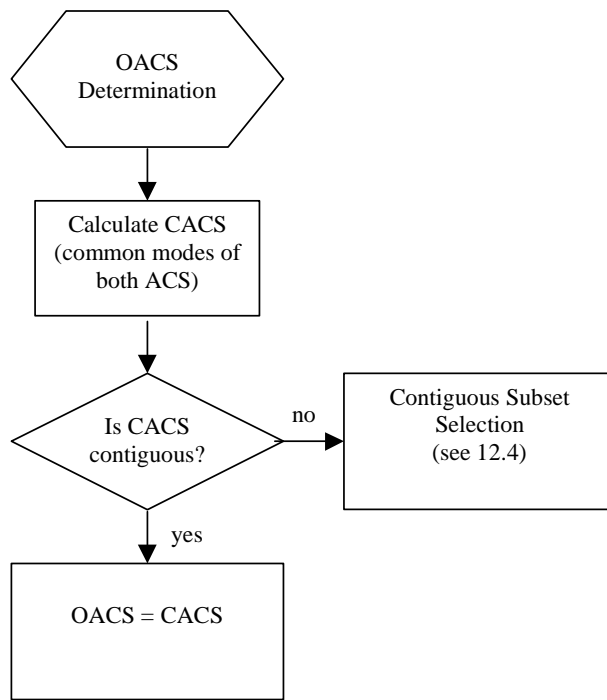 OACS
Determination
Calculate CACS
(common modes of
both ACS)
Is CACS
contiguous?
no
Contiguous Subset
Selection
(see 12.4)
yes
OACS = CACS